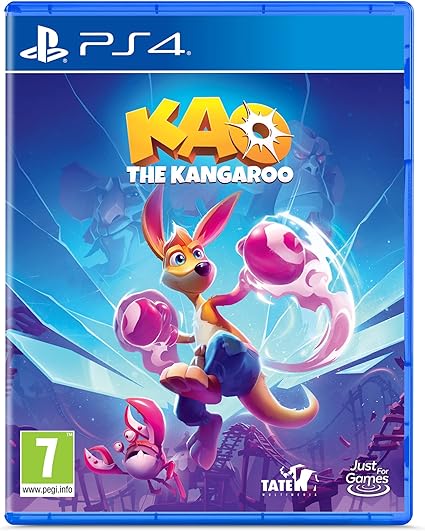 PS4
KAO
THE KANGAROO
7
www.pegi.info
TATE
MULTIMEDIA
Just
For
Games